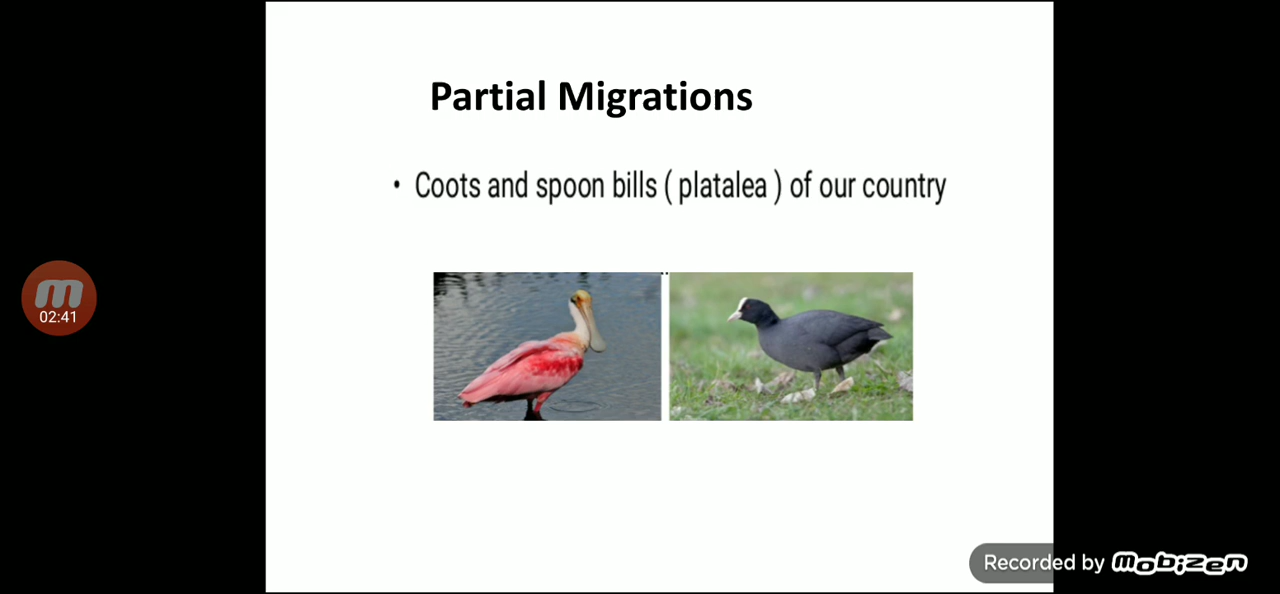 Partial Migrations
• Coots and spoon bills ( platalea ) of our country
02:41
Recorded by mobizen